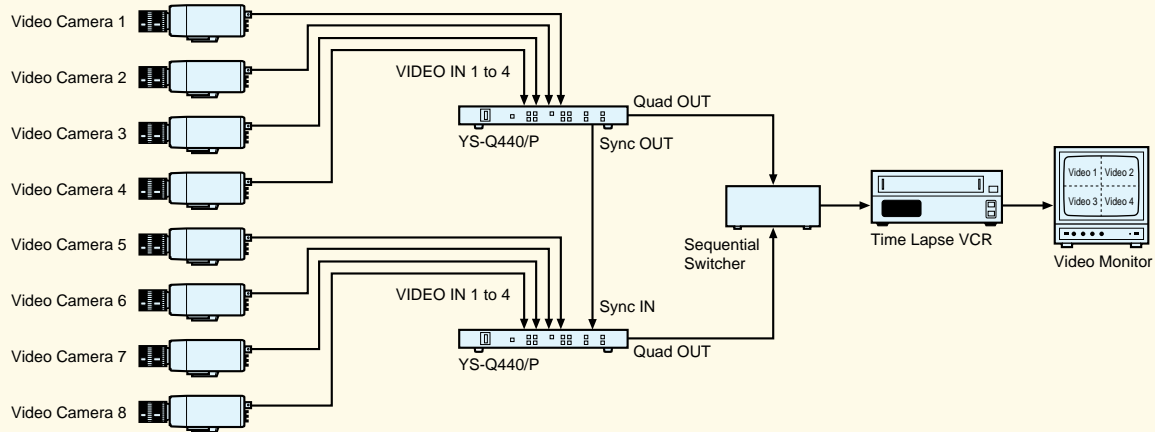 Video Camera 1
Video Camera 2
Video Camera 3
Video Camera 4
Video Camera 5
Video Camera 6
Video Camera 7
Video Camera 8
VIDEO IN 1 to 4
YS-Q440/P
Quad OUT
Sync OUT
VIDEO IN 1 to 4
Sync IN
YS-Q440/P
Quad OUT
Sequential
Switcher
Time Lapse VCR
Video 1 Video 2
Video 3 Video 4
Video Monitor